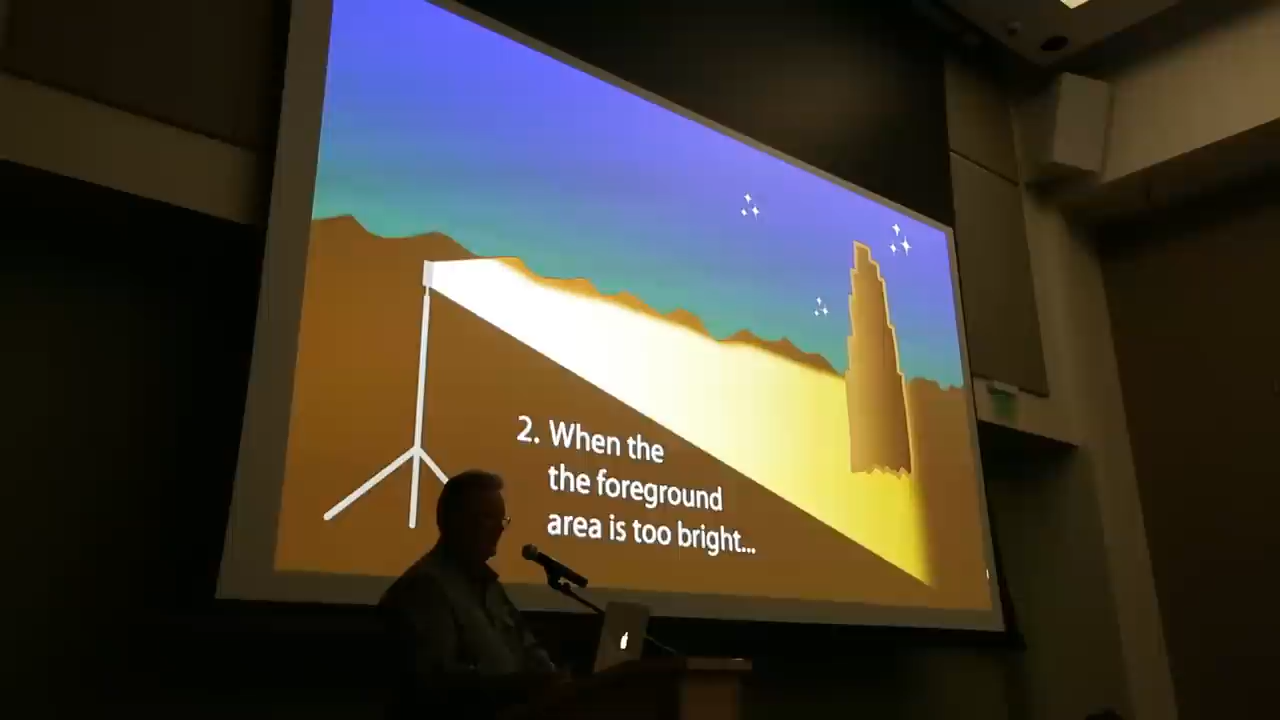 2. When the
the foreground
area is too bright...